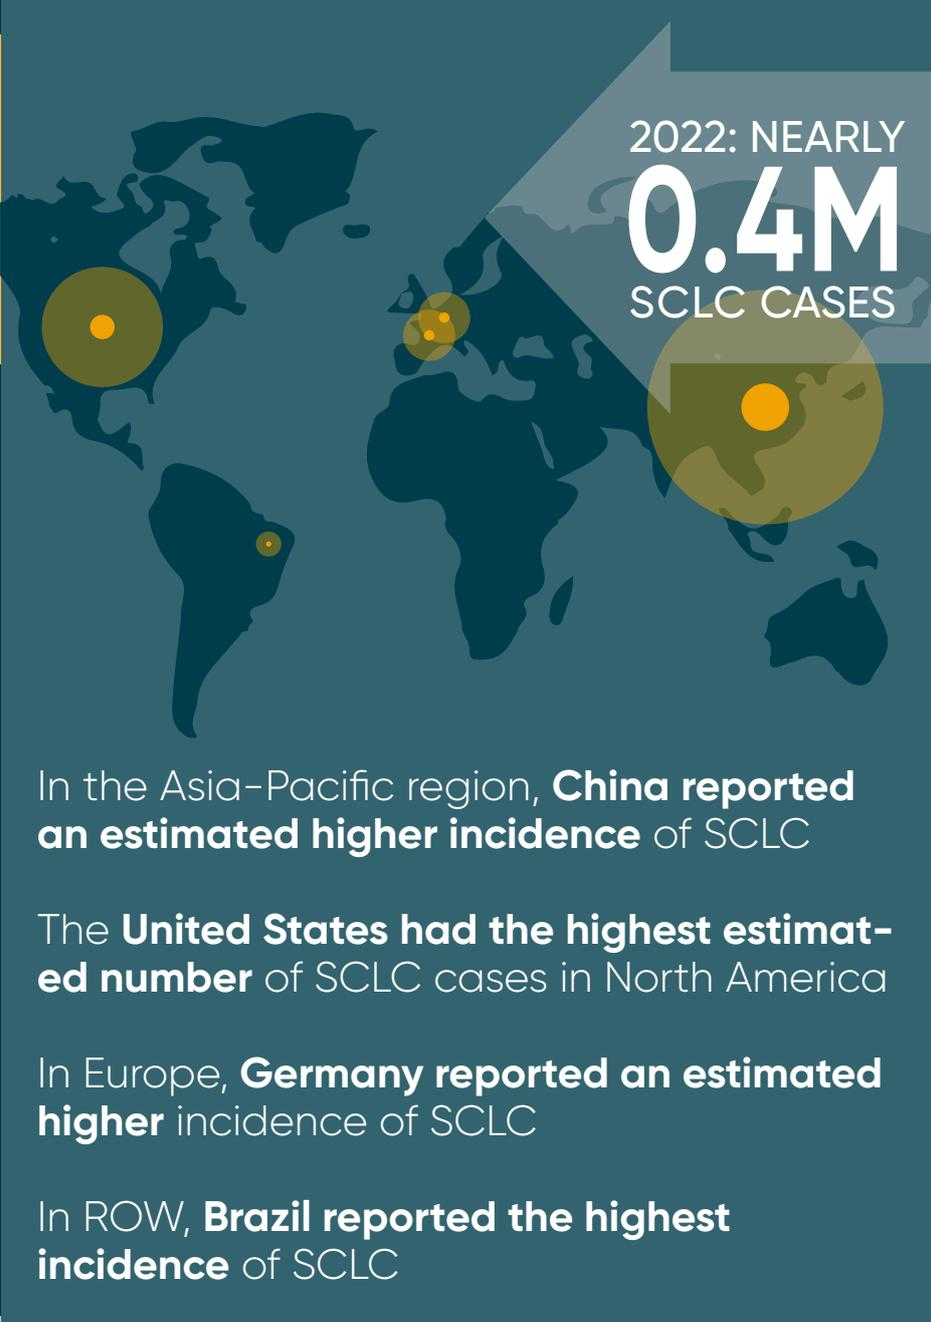 2022: NEARLY
0.4M
SCLC CASES
In the Asia-Pacific region, China reported
an estimated higher incidence of SCLC
The United States had the highest estimat-
ed number of SCLC cases in North America
In Europe, Germany reported an estimated
higher incidence of SCLC
In ROW, Brazil reported the highest
incidence of SCLC